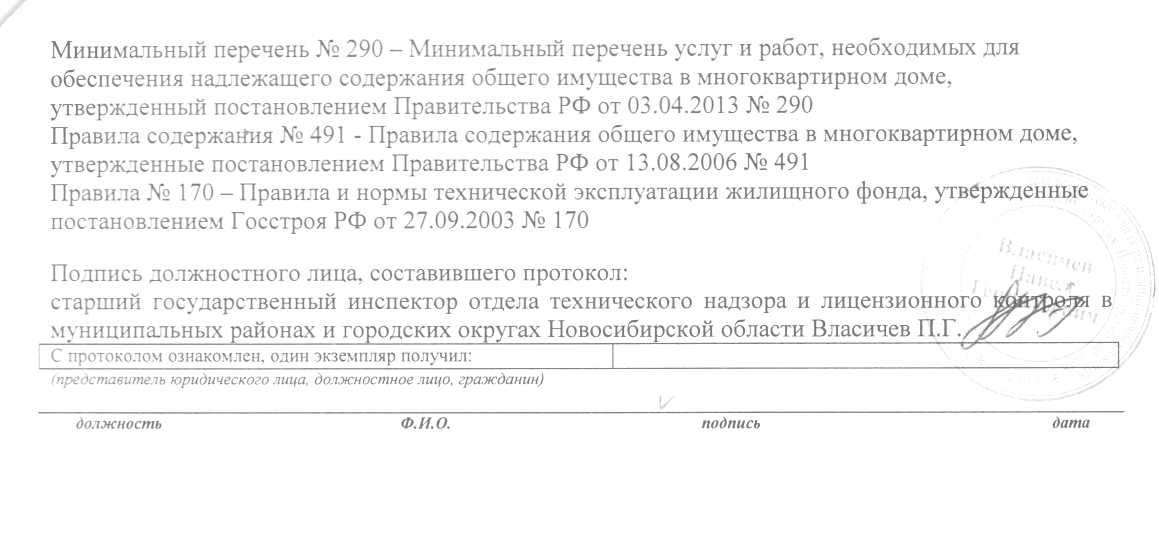 Минимальный перечень № 290 – Минимальный перечень услуг и работ, необходимых для
обеспечения надлежащего содержания общего имущества в многоквартирном доме,
утвержденный постановлением Правительства РФ от 03.04.2013 № 290
Правила содержания № 491 - Правила содержания общего имущества в многоквартирном доме,
утвержденные постановлением Правительства РФ от 13.08.2006 № 491
Правила № 170 – Правила и нормы технической эксплуатации жилищного фонда, утвержденные
постановлением Госстроя РФ от 27.09.2003 № 170
Подпись должностного лица, составившего протокол:
старший государственный инспектор отдела технического надзора и лицензионного контроля в
муниципальных районах и городских округах Новосибирской области Власичев П.Г.
Власичев
Павел
С протоколом ознакомлен, один экземпляр получил:
(представитель юридического лица, должностное лицо, гражданин)
должность Ф.И.О. подпись дата